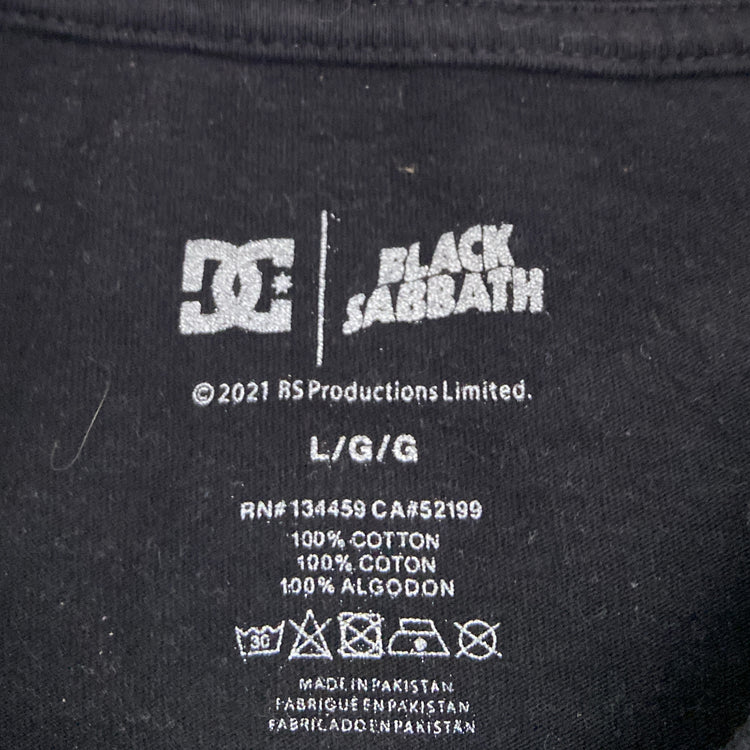 DC BLACK
SABBATH
©2021 BS Productions Limited.
L/G/G
RN# 134459 CA#52199
100% COTTON
100% COTON
100% ALGODON
30
MADE IN PAKISTAN
FABRIQUÉ EN PAKISTAN
FABRICADO EN PAKISTÁN